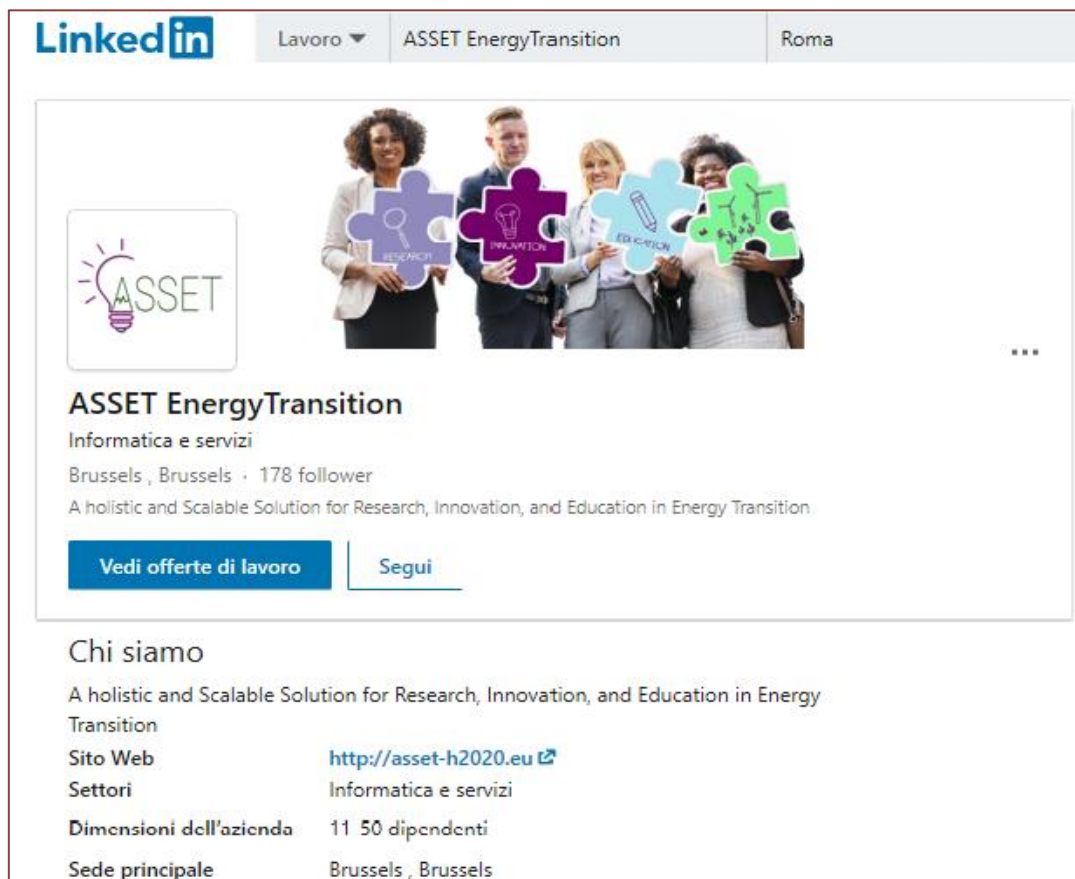 Linked in
Lavoro
ASSET EnergyTransition
Roma
RESEARCH
INNOVATION
EDUCATION
ASSET
...
ASSET EnergyTransition
Informatica e servizi
Brussels , Brussels · 178 follower
A holistic and Scalable Solution for Research, Innovation, and Education in Energy Transition
Vedi offerte di lavoro
Segui
Chi siamo
A holistic and Scalable Solution for Research, Innovation, and Education in Energy
Transition
Sito Web http://asset-h2020.eu
Settori Informatica e servizi
Dimensioni dell'azienda 11-50 dipendenti
Sede principale Brussels , Brussels